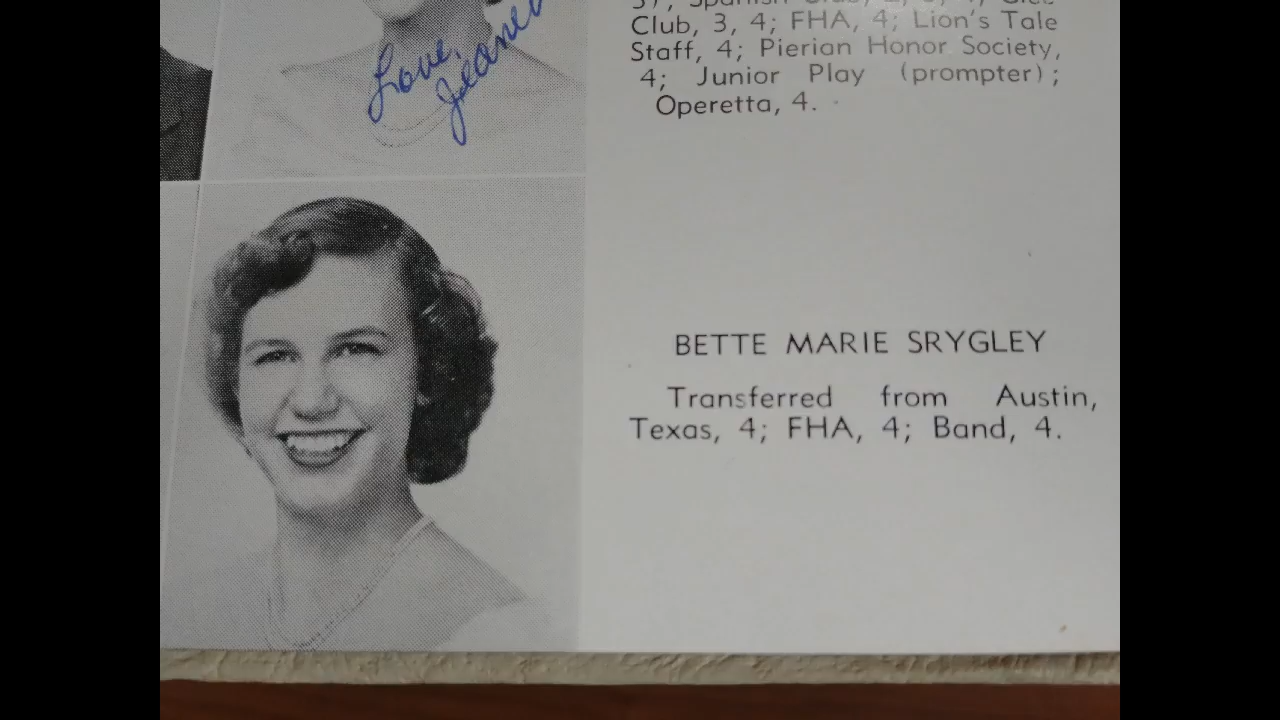 Love,
Club, 3, 4; FHA, 4; Lion's Tale
Staff, 4; Pierian Honor Society,
4; Junior Play (prompter);
Operetta, 4.
BETTE MARIE SRYGLEY
Transferred from Austin,
Texas, 4; FHA, 4; Band, 4.